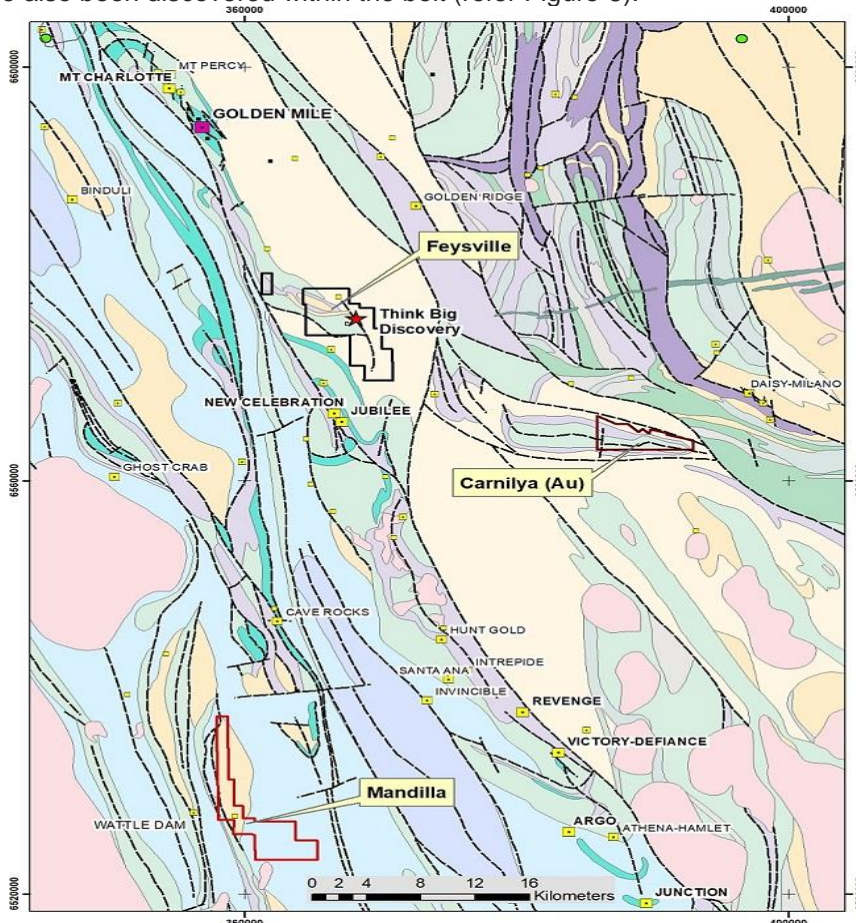 e also been discovered within the belt (refer Figure 3).
360000
400000
6600000
MT PERCY
MT CHARLOTTE
GOLDEN MILE
BINDULI
GOLDEN RIDGE
Feysville
Think Big
Discovery
DAISY-MILANO
NEW CELEBRATION
JUBILEE
GHOST CRAB
6560000
Carnilya (Au)
CAVE ROCKS
HUNT GOLD
SANTA ANA
INTREPIDE
INVINCIBLE
REVENGE
VICTORY-DEFIANCE
Mandilla
WATTLE DAM
ARGO
ATHENA-HAMLET
0 2 4 8 12 16
Kilometers
JUNCTION
6520000